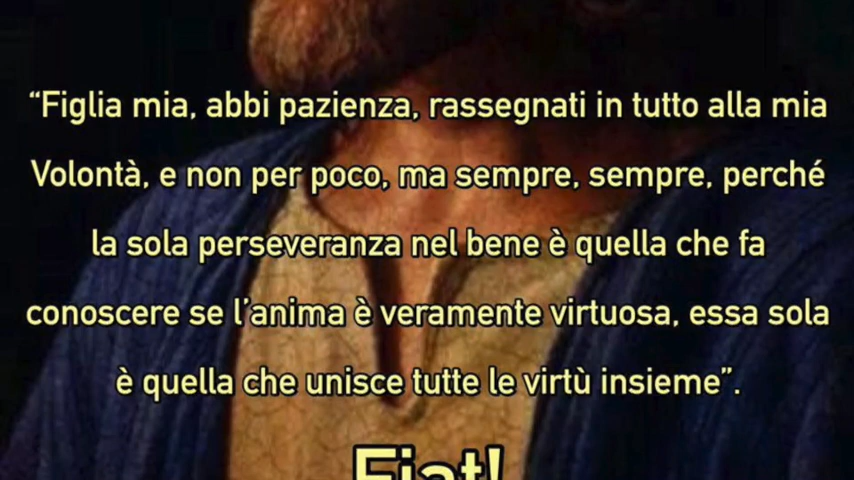 “Figlia mia, abbi pazienza, rassegnati in tutto alla mia
Volontà, e non per poco, ma sempre, sempre, perché
la sola perseveranza nel bene è quella che fa
conoscere se l’anima è veramente virtuosa, essa sola
è quella che unisce tutte le virtù insieme”.
Fiat!